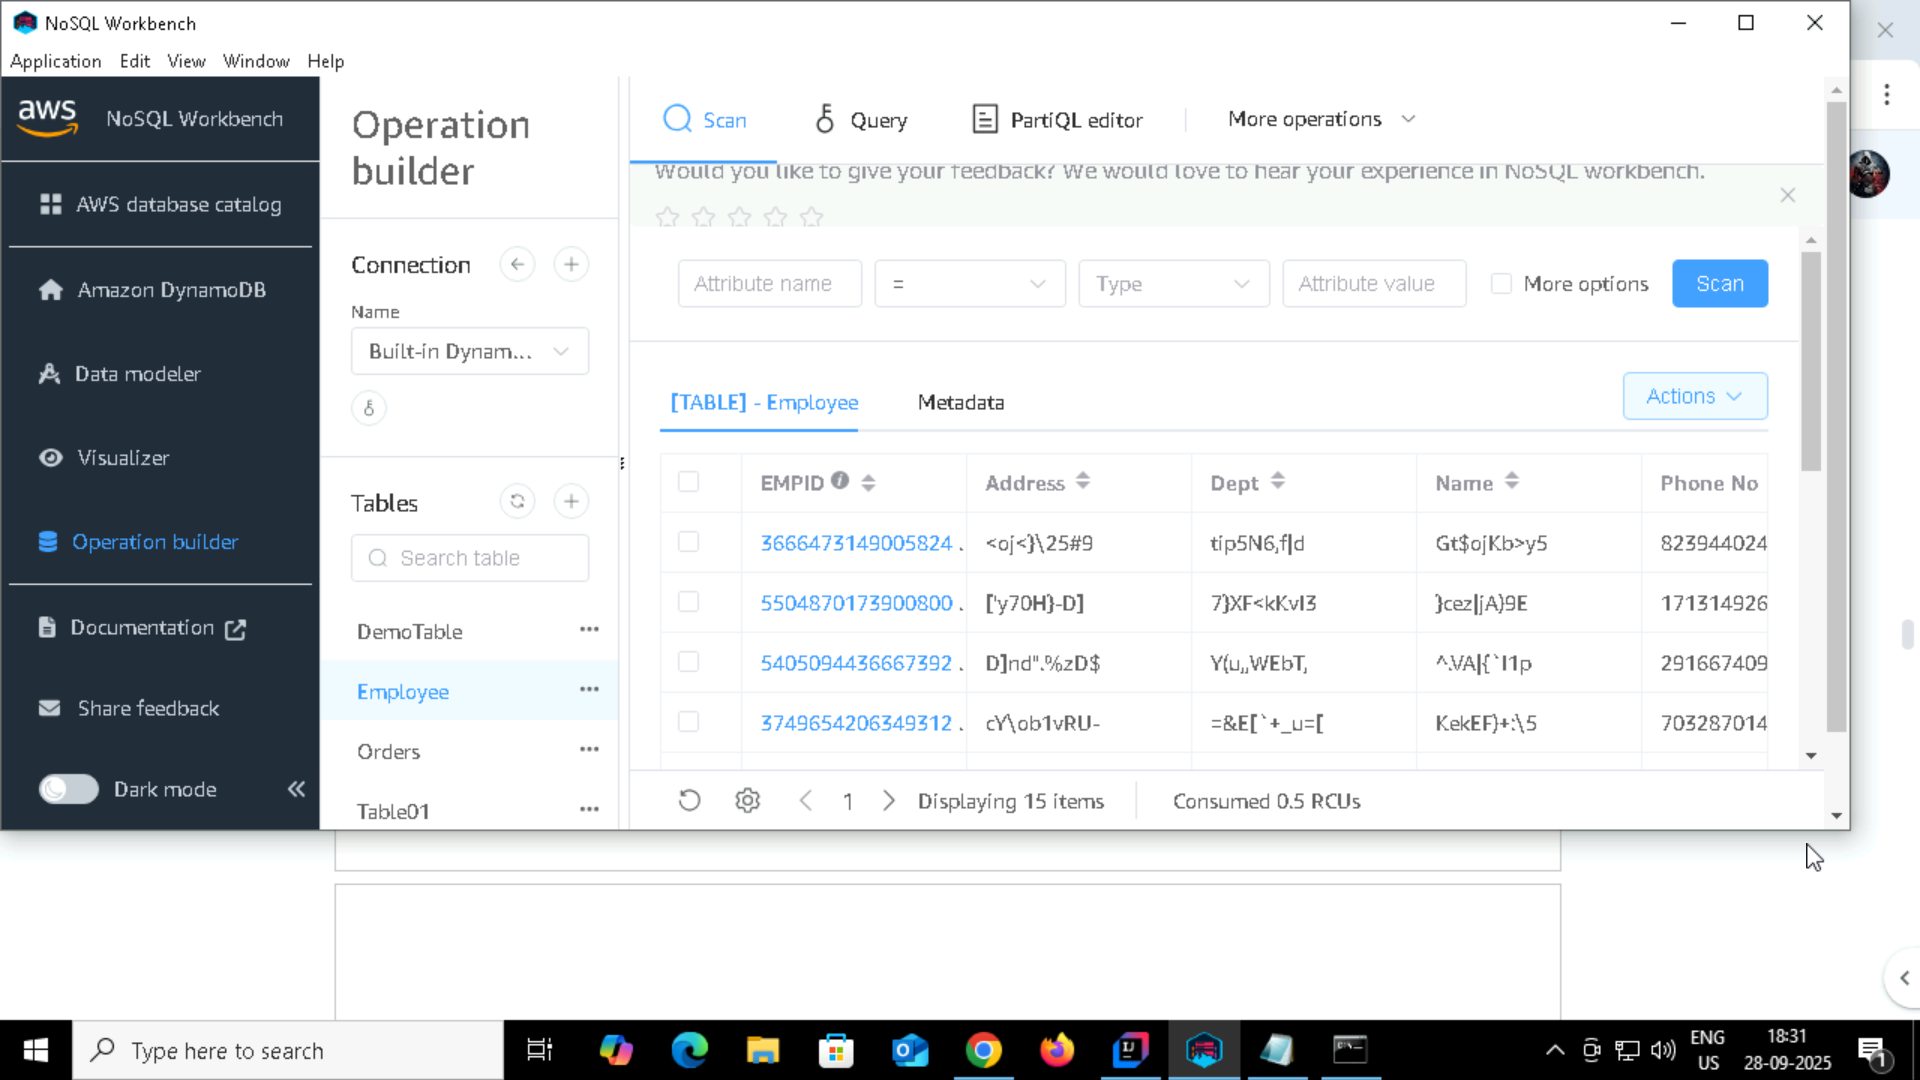 NoSQL Workbench
Application Edit View Window Help
aws NoSQL Workbench
AWS database catalog
Amazon DynamoDB
Data modeler
Visualizer
Operation builder
Documentation
Share feedback
Dark mode
Operation
builder
Connection
Name
Built-in Dynam...
Tables
Search table
DemoTable
Employee
Orders
Table01
Scan Query PartiQL editor More operations
Would you like to give your feedback? We would love to hear your experience in NoSQL workbench.
Attribute name = Type Attribute value More options Scan
[TABLE] - Employee Metadata Actions
EMPID Address Dept Name Phone No
3666473149005824 . <oj<}\25#9 tip5N6,f|d Gt$ojKb>y5 823944024
5504870173900800 . ['y70H}-D] 7}XF<kKvI3 }cez|jA)9E 171314926
5405094436667392 . D]nd".%zD$ Y(u,,WEbT, ^.VA|{`I1p 291667409
3749654206349312 . cY\ob1vRU- =&E[`+_u=[ KekEF)+:\5 703287014
1 Displaying 15 items Consumed 0.5 RCUs
Type here to search
ENG
US
18:31
28-09-2025
1